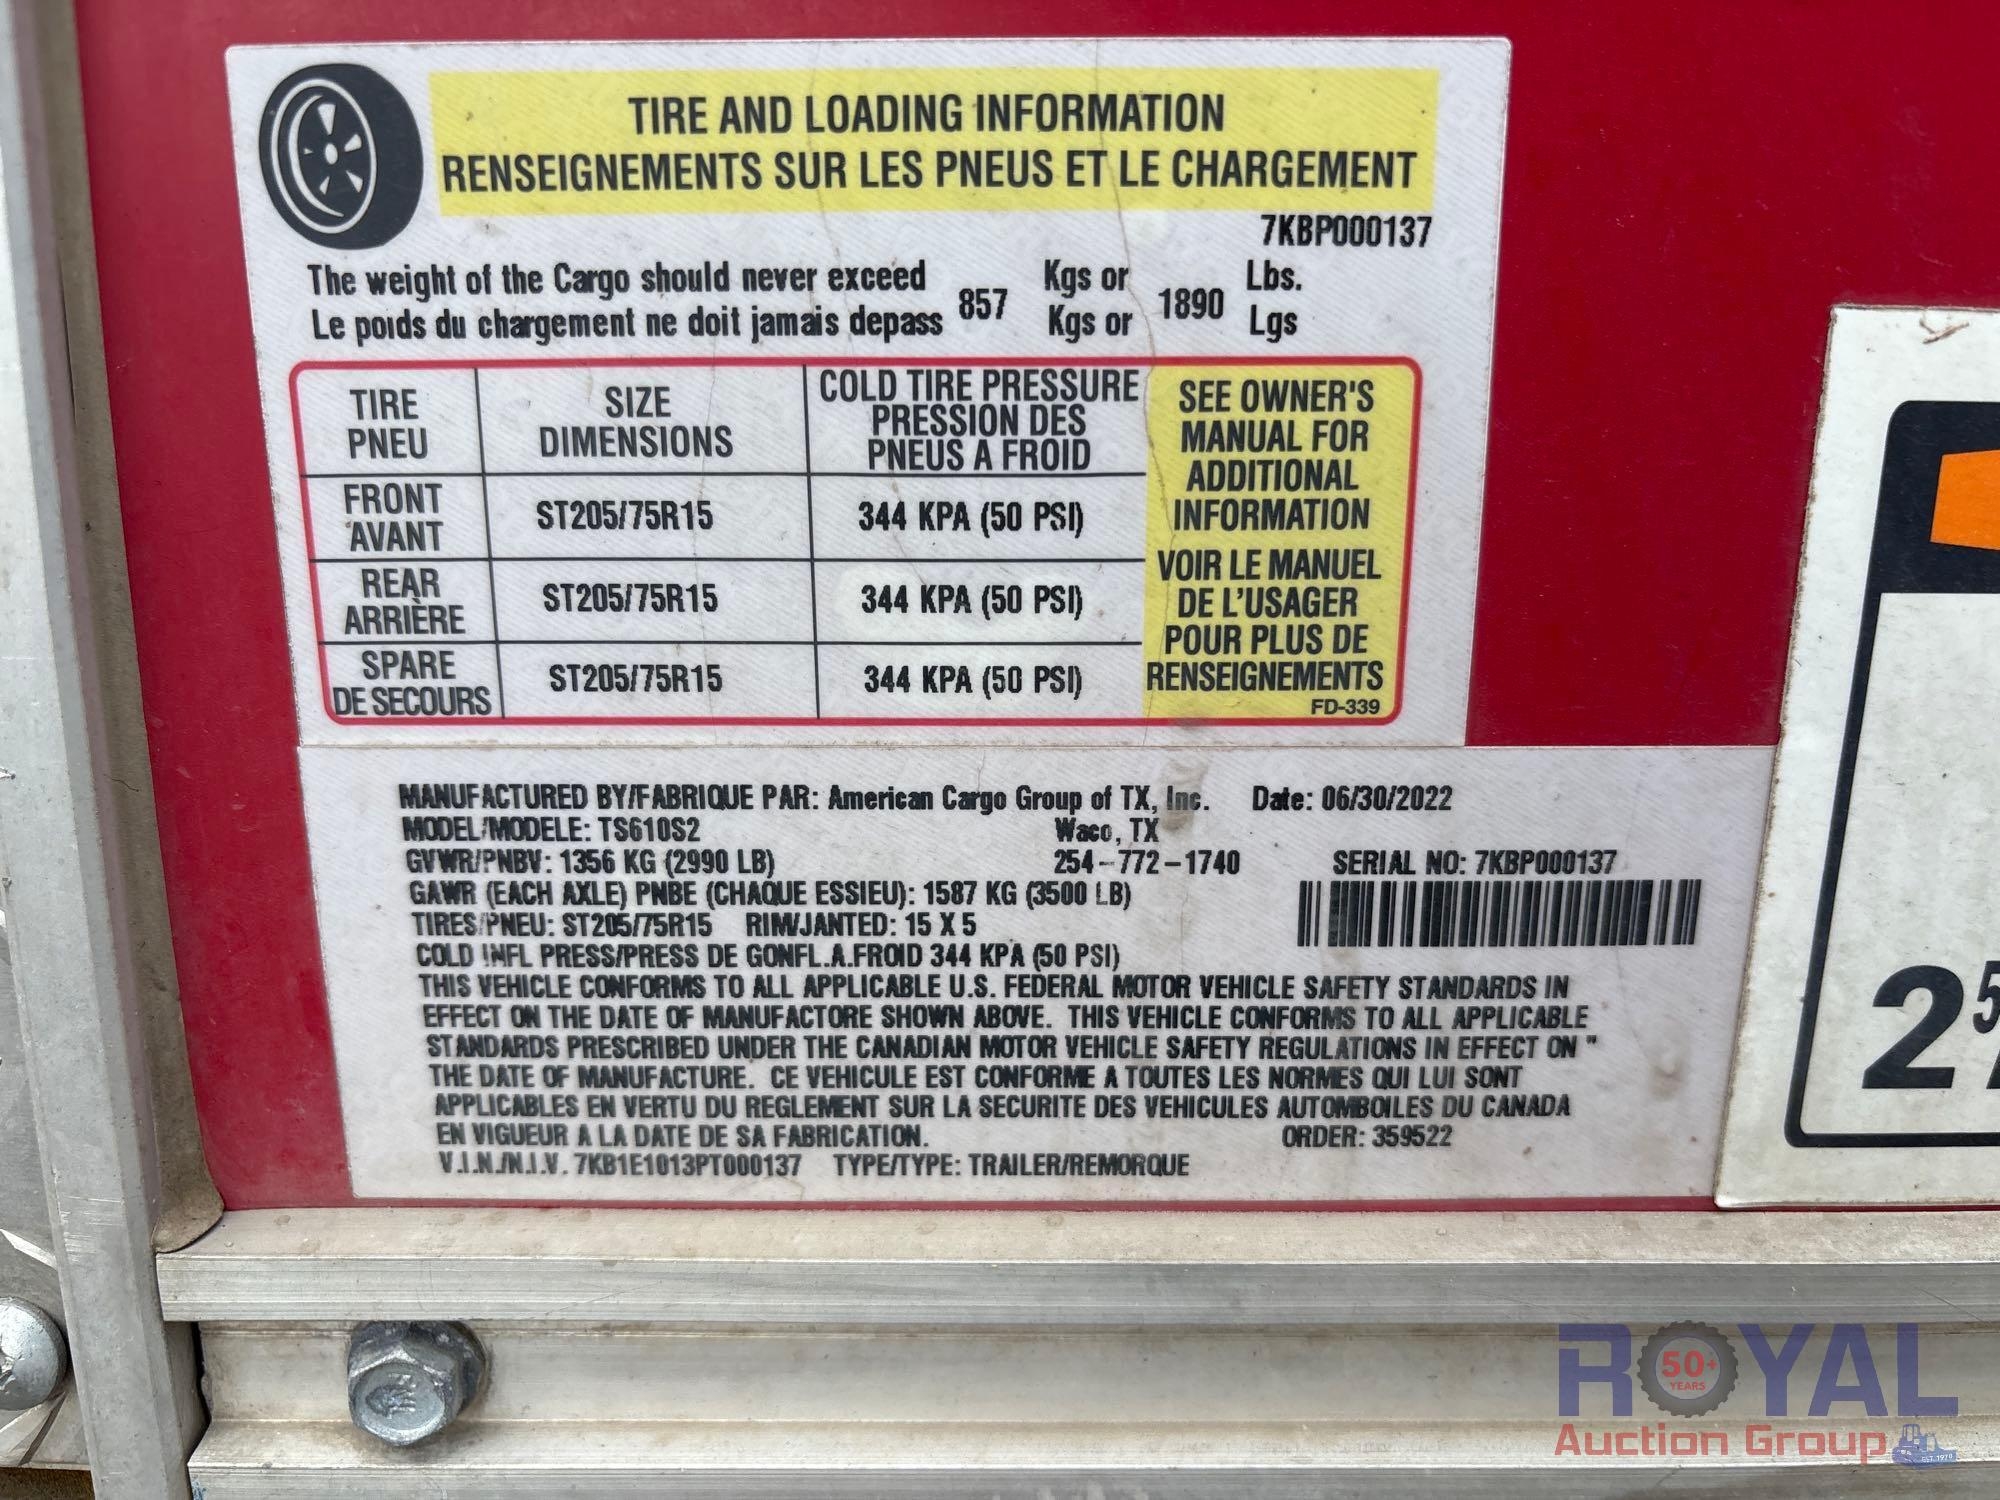 TIRE AND LOADING INFORMATION
RENSEIGNEMENTS SUR LES PNEUS ET LE CHARGEMENT
7KBP000137
The weight of the Cargo should never exceed 857 Kgs or 1890 Lbs.
Le poids du chargement ne doit jamais depass Kgs or Lgs
TIRE
PNEU
SIZE
DIMENSIONS
COLD TIRE PRESSURE
PRESSION DES
PNEUS A FROID
FRONT
AVANT
ST205/75R15
344 KPA (50 PSI)
REAR
ARRIÈRE
ST205/75R15
344 KPA (50 PSI)
SPARE
DE SECOURS
ST205/75R15
344 KPA (50 PSI)
SEE OWNER'S
MANUAL FOR
ADDITIONAL
INFORMATION
VOIR LE MANUEL
DE L'USAGER
POUR PLUS DE
RENSEIGNEMENTS
FD-339
MANUFACTURED BY/FABRIQUE PAR: American Cargo Group of TX, Inc. Date: 06/30/2022
MODEL/MODELE: TS610S2 Waco, TX
GVWR/PNBV: 1356 KG (2990 LB) 254-772-1740 SERIAL NO: 7KBP000137
GAWR (EACH AXLE) PNBE (CHAQUE ESSIEU): 1587 KG (3500 LB)
TIRES/PNEU: ST205/75R15 RIM/JANTED: 15 X 5
COLD INFL PRESS/PRESS DE GONFL.A.FROID 344 KPA (50 PSI)
THIS VEHICLE CONFORMS TO ALL APPLICABLE U.S. FEDERAL MOTOR VEHICLE SAFETY STANDARDS IN
EFFECT ON THE DATE OF MANUFACTORE SHOWN ABOVE. THIS VEHICLE CONFORMS TO ALL APPLICABLE
STANDARDS PRESCRIBED UNDER THE CANADIAN MOTOR VEHICLE SAFETY REGULATIONS IN EFFECT ON "
THE DATE OF MANUFACTURE. CE VEHICULE EST CONFORME A TOUTES LES NORMES QUI LUI SONT
APPLICABLES EN VERTU DU REGLEMENT SUR LA SECURITE DES VEHICULES AUTOMBOILES DU CANADA
EN VIGUEUR A LA DATE DE SA FABRICATION. ORDER: 359522
V.I.N./N.I.V. 7KB1E1013PT000137 TYPE/TYPE: TRAILER/REMORQUE
2 5
ROYAL
50+
YEARS
Auction Group
EST. 1970